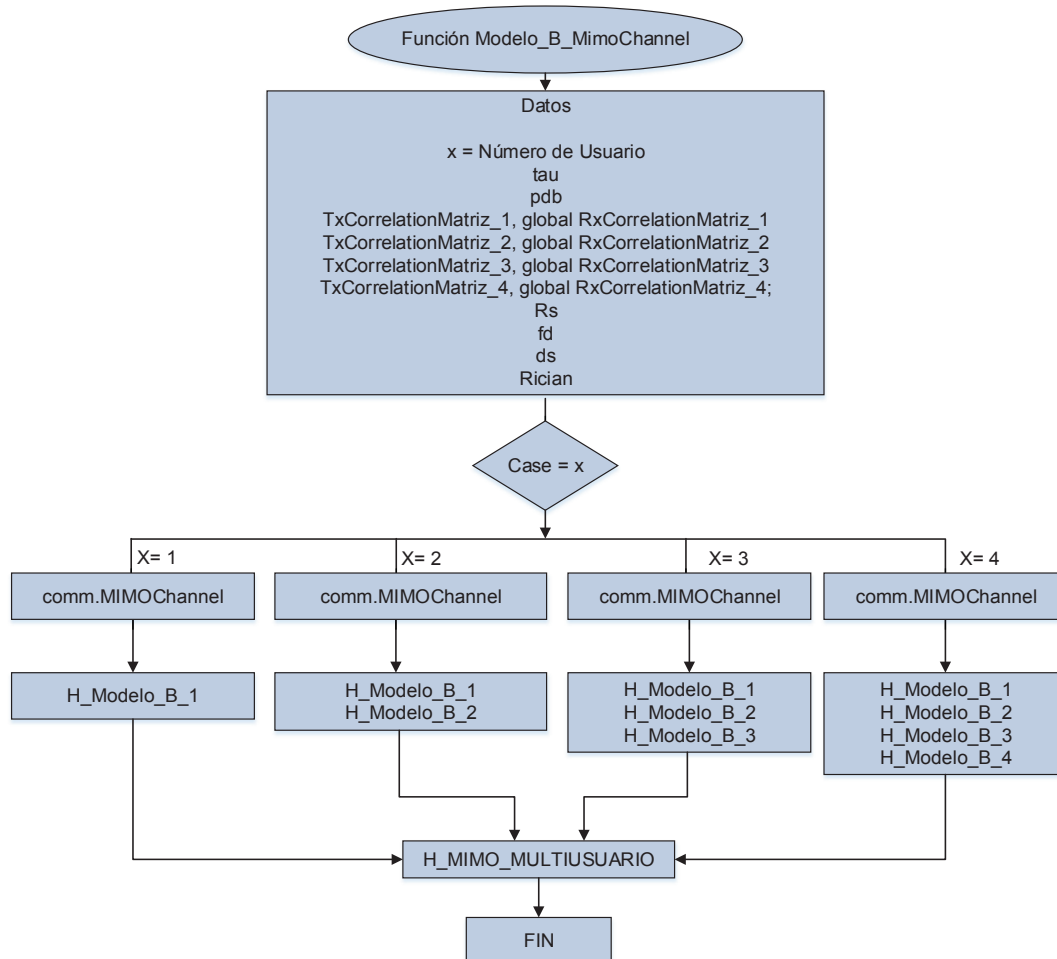 Función Modelo_B_MimoChannel
Datos
x = Número de Usuario
tau
pdb
TxCorrelationMatriz_1, global RxCorrelationMatriz_1
TxCorrelationMatriz_2, global RxCorrelationMatriz_2
TxCorrelationMatriz_3, global RxCorrelationMatriz_3
TxCorrelationMatriz_4, global RxCorrelationMatriz_4;
Rs
fd
ds
Rician
Case = x
X= 1
X= 2
X= 3
X= 4
comm.MIMOChannel
comm.MIMOChannel
comm.MIMOChannel
comm.MIMOChannel
H_Modelo_B_1
H_Modelo_B_1
H_Modelo_B_2
H_Modelo_B_1
H_Modelo_B_2
H_Modelo_B_3
H_Modelo_B_1
H_Modelo_B_2
H_Modelo_B_3
H_Modelo_B_4
H_MIMO_MULTIUSUARIO
FIN